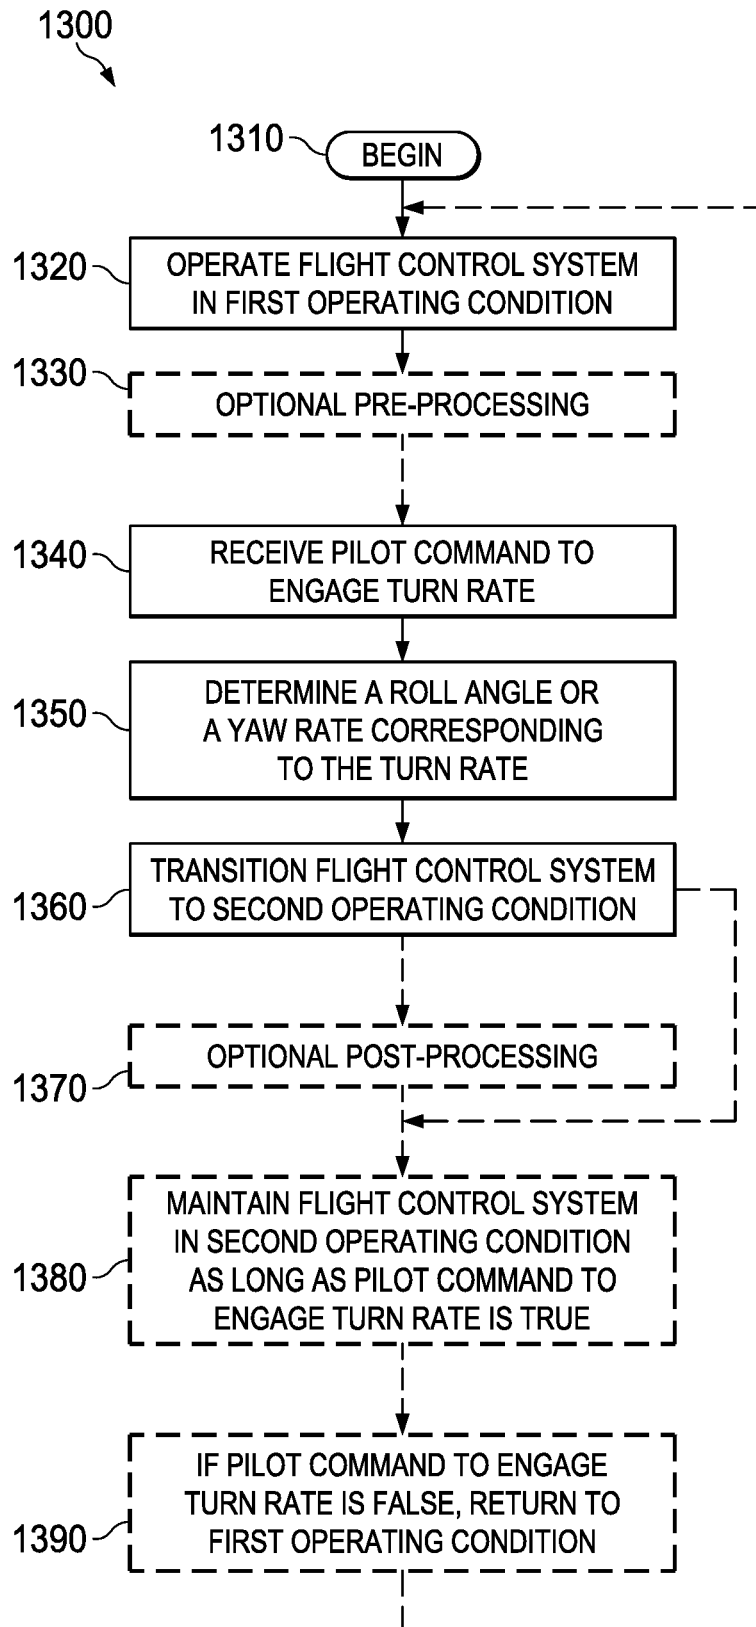 1300
1310
BEGIN
1320
OPERATE FLIGHT CONTROL SYSTEM
IN FIRST OPERATING CONDITION
1330
OPTIONAL PRE-PROCESSING
1340
RECEIVE PILOT COMMAND TO
ENGAGE TURN RATE
1350
DETERMINE A ROLL ANGLE OR
A YAW RATE CORRESPONDING
TO THE TURN RATE
1360
TRANSITION FLIGHT CONTROL SYSTEM
TO SECOND OPERATING CONDITION
1370
OPTIONAL POST-PROCESSING
1380
MAINTAIN FLIGHT CONTROL SYSTEM
IN SECOND OPERATING CONDITION
AS LONG AS PILOT COMMAND TO
ENGAGE TURN RATE IS TRUE
1390
IF PILOT COMMAND TO ENGAGE
TURN RATE IS FALSE, RETURN TO
FIRST OPERATING CONDITION